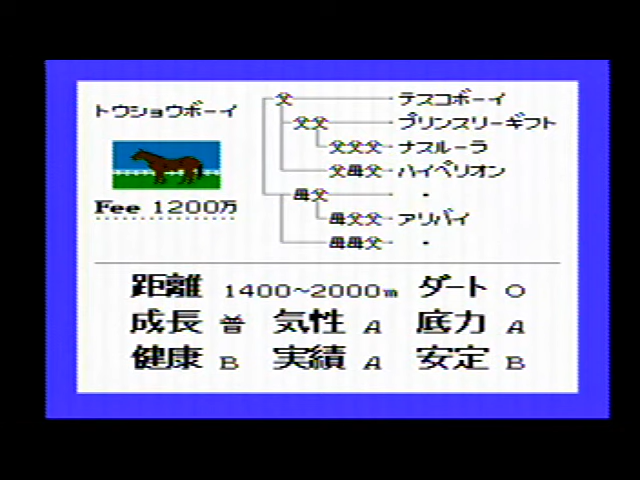 トウショウボーイ
Fee 1200万
父 テスコボーイ
父父 プリンスリーギフト
父父父 ナスルーラ
父母父 ハイペリオン
母父 ・
母父父 アリバイ
母母父 ・
距離 1400~2000m ダート ○
成長 普 気性 A 底力 A
健康 B 実績 A 安定 B